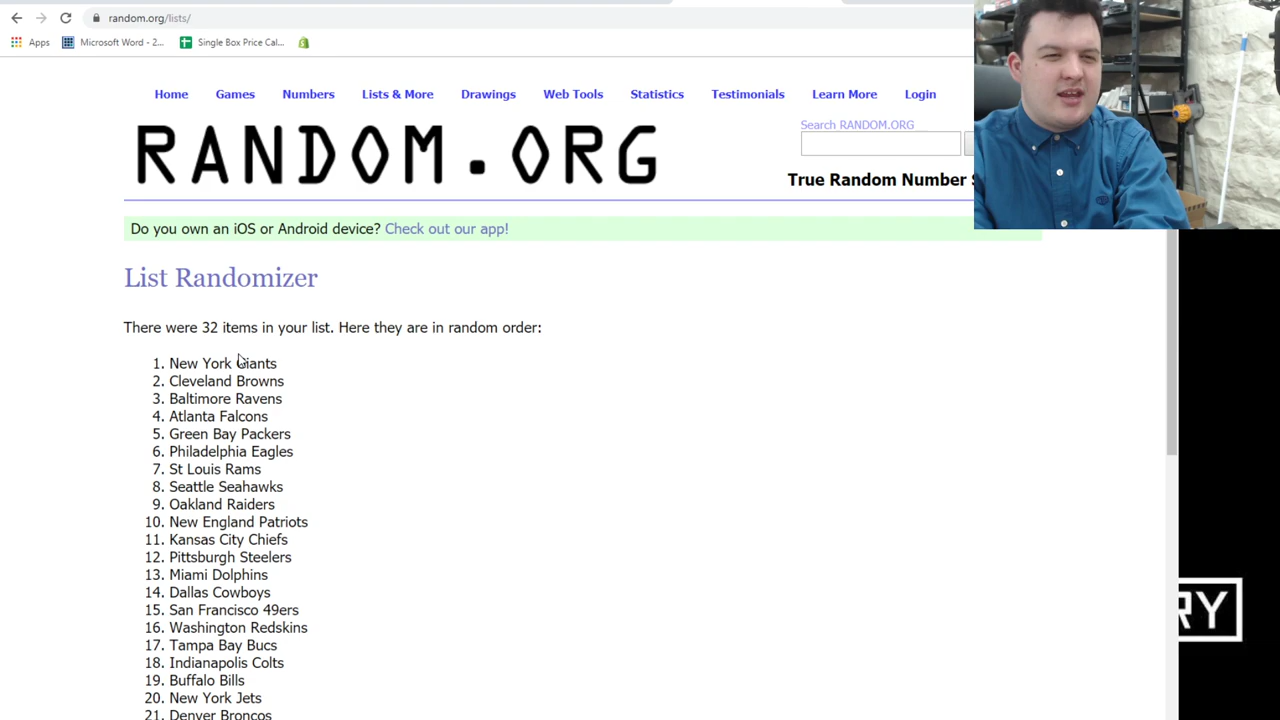 random.org/lists/
Apps Microsoft Word - 2... Single Box Price Cal...
Home Games Numbers Lists & More Drawings Web Tools Statistics Testimonials Learn More Login
RANDOM.ORG
Search RANDOM.ORG
True Random Number
Do you own an iOS or Android device? Check out our app!
List Randomizer
There were 32 items in your list. Here they are in random order:
1. New York Giants
2. Cleveland Browns
3. Baltimore Ravens
4. Atlanta Falcons
5. Green Bay Packers
6. Philadelphia Eagles
7. St Louis Rams
8. Seattle Seahawks
9. Oakland Raiders
10. New England Patriots
11. Kansas City Chiefs
12. Pittsburgh Steelers
13. Miami Dolphins
14. Dallas Cowboys
15. San Francisco 49ers
16. Washington Redskins
17. Tampa Bay Bucs
18. Indianapolis Colts
19. Buffalo Bills
20. New York Jets
21. Denver Broncos
RY